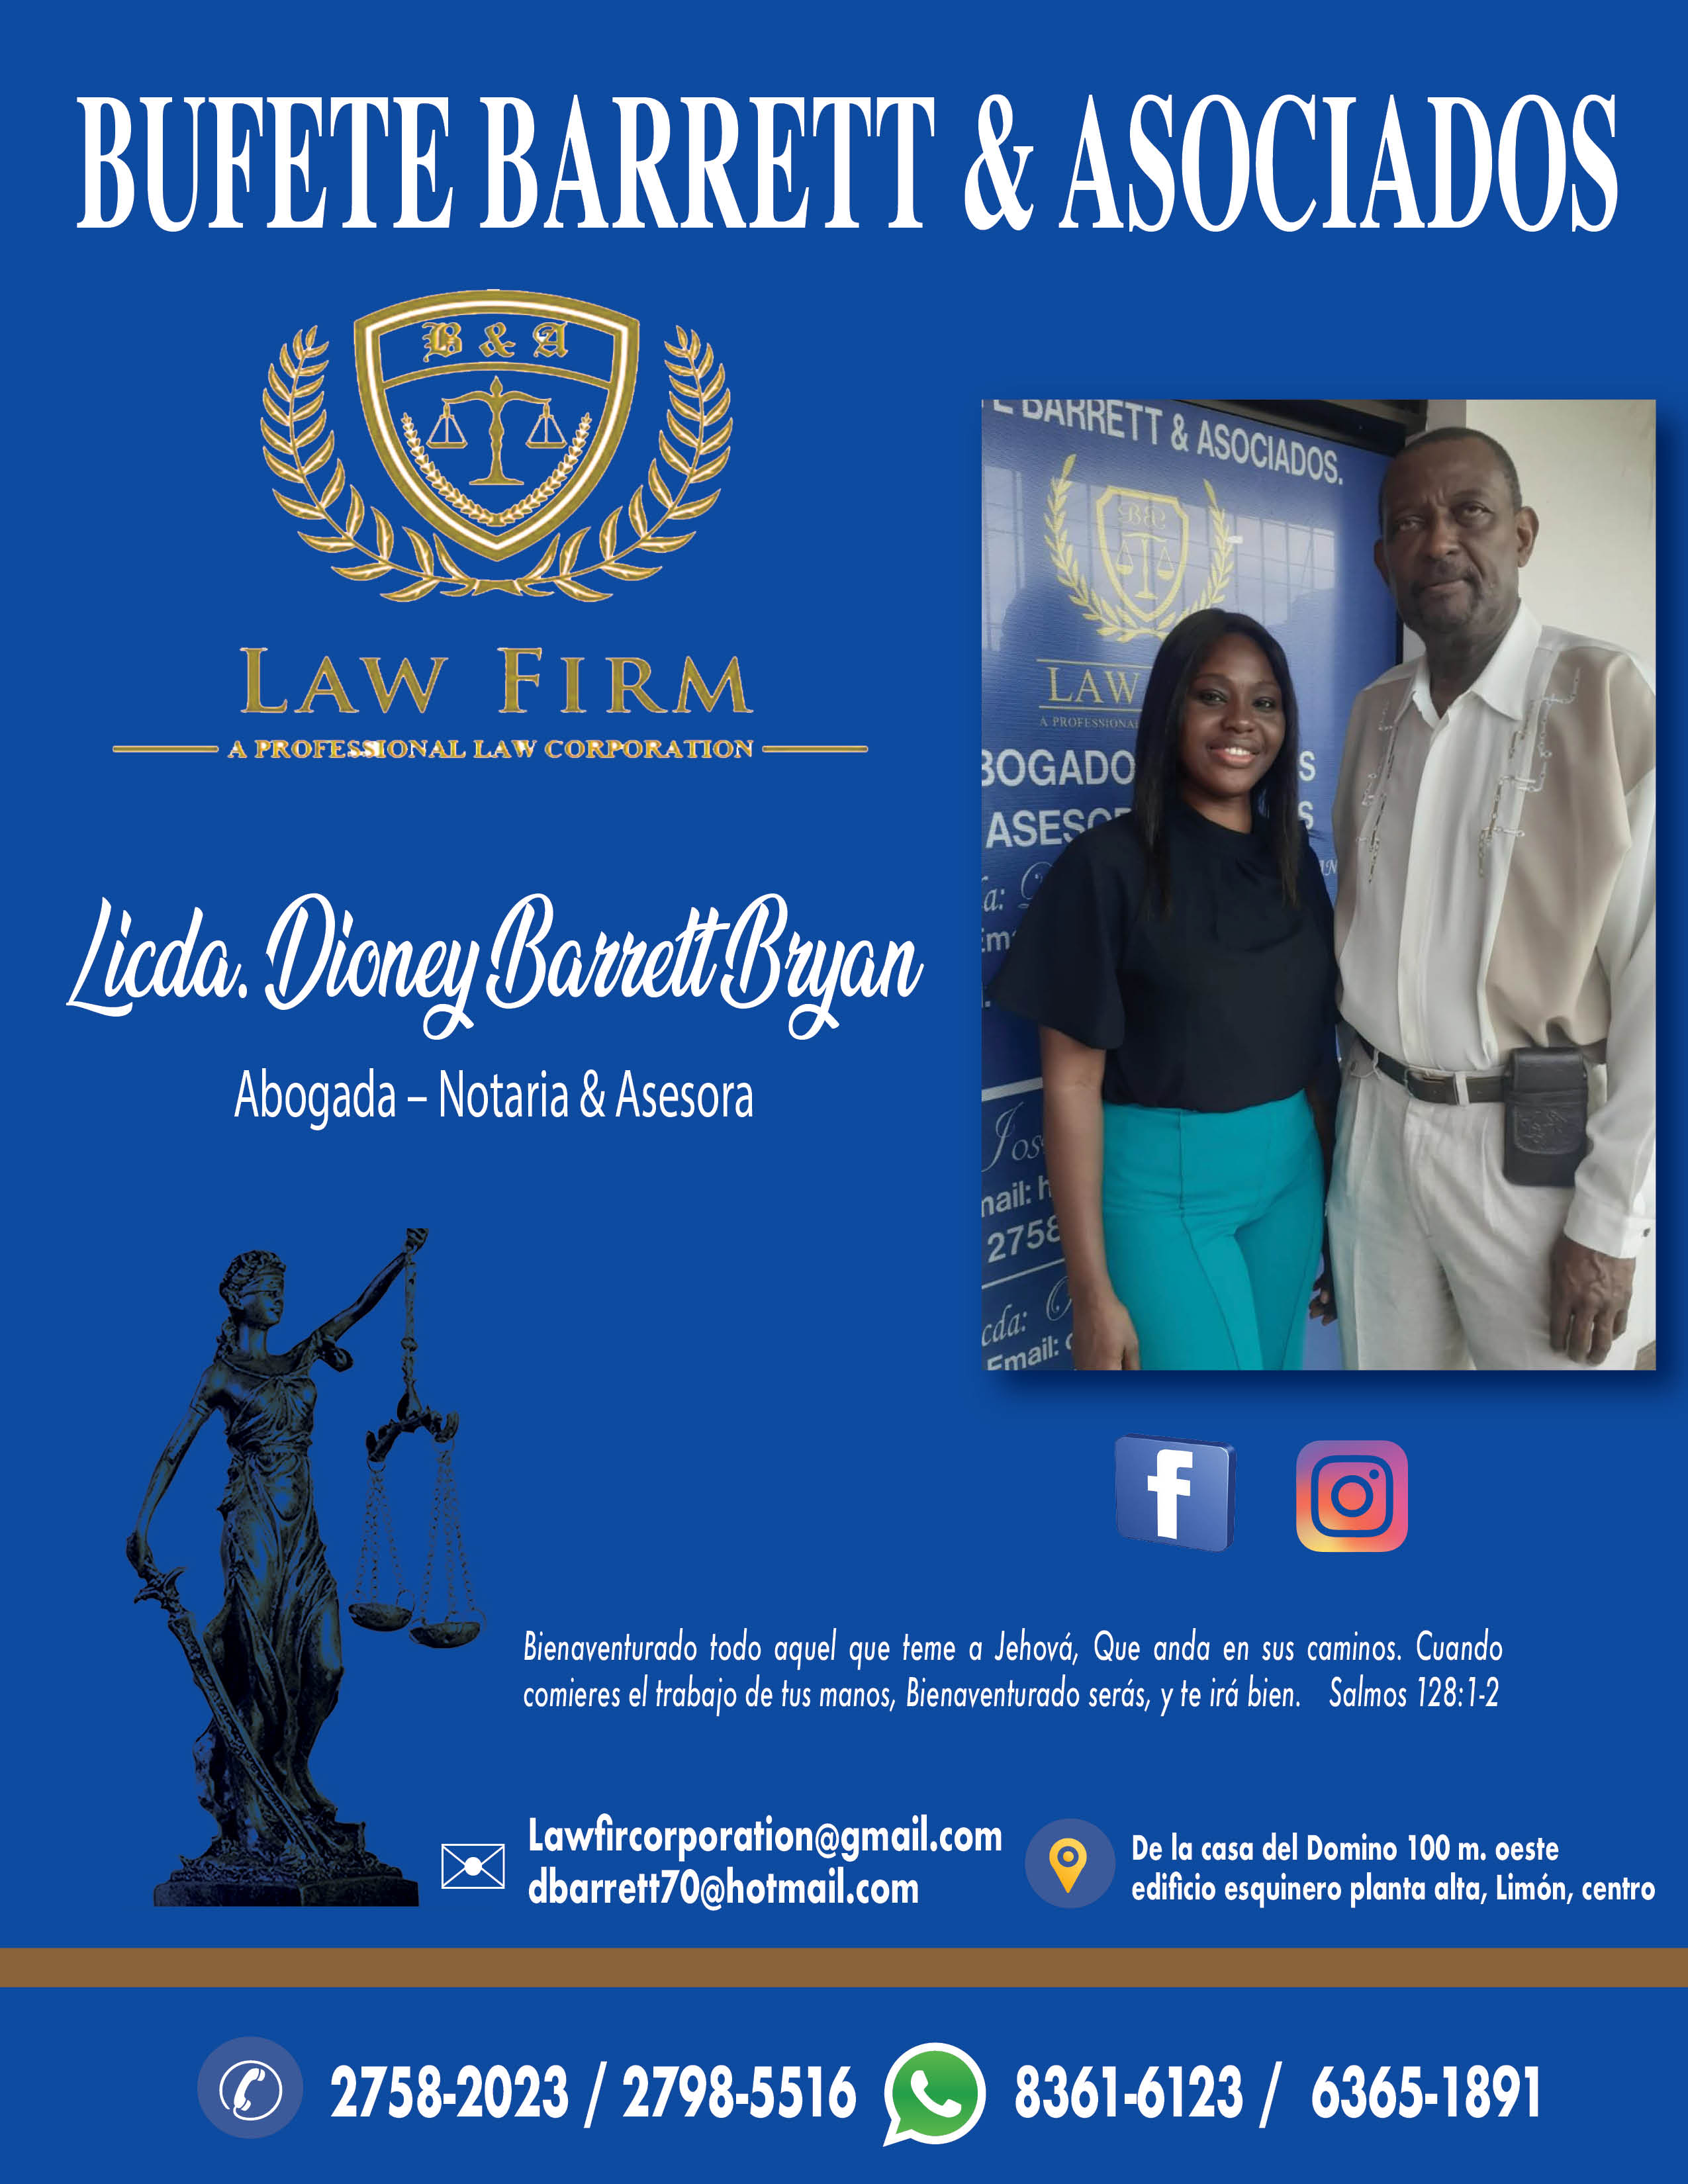 BUFETE BARRETT & ASOCIADOS
B & A
LAW FIRM
A PROFESSIONAL LAW CORPORATION
Licda. Dioney Barrett Bryan
Abogada – Notaria & Asesora
BARRETT & ASOCIADOS.
LAW
A PROFESSIONAL
Email:
2758
Bienaventurado todo aquel que teme a Jehová, Que anda en sus caminos. Cuando
comieres el trabajo de tus manos, Bienaventurado serás, y te irá bien. Salmos 128:1-2
Lawfircorporation@gmail.com
dbarrett70@hotmail.com
De la casa del Domino 100 m. oeste
edificio esquinero planta alta, Limón, centro
2758-2023 / 2798-5516
8361-6123 / 6365-1891